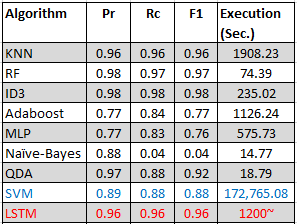 Algorithm Pr Rc F1 Execution
(Sec.)
KNN 0.96 0.96 0.96 1908.23
RF 0.98 0.97 0.97 74.39
ID3 0.98 0.98 0.98 235.02
Adaboost 0.77 0.84 0.77 1126.24
MLP 0.77 0.83 0.76 575.73
Naïve-Bayes 0.88 0.04 0.04 14.77
QDA 0.97 0.88 0.92 18.79
SVM 0.89 0.88 0.88 172,765.08
LSTM 0.96 0.96 0.96 1200~